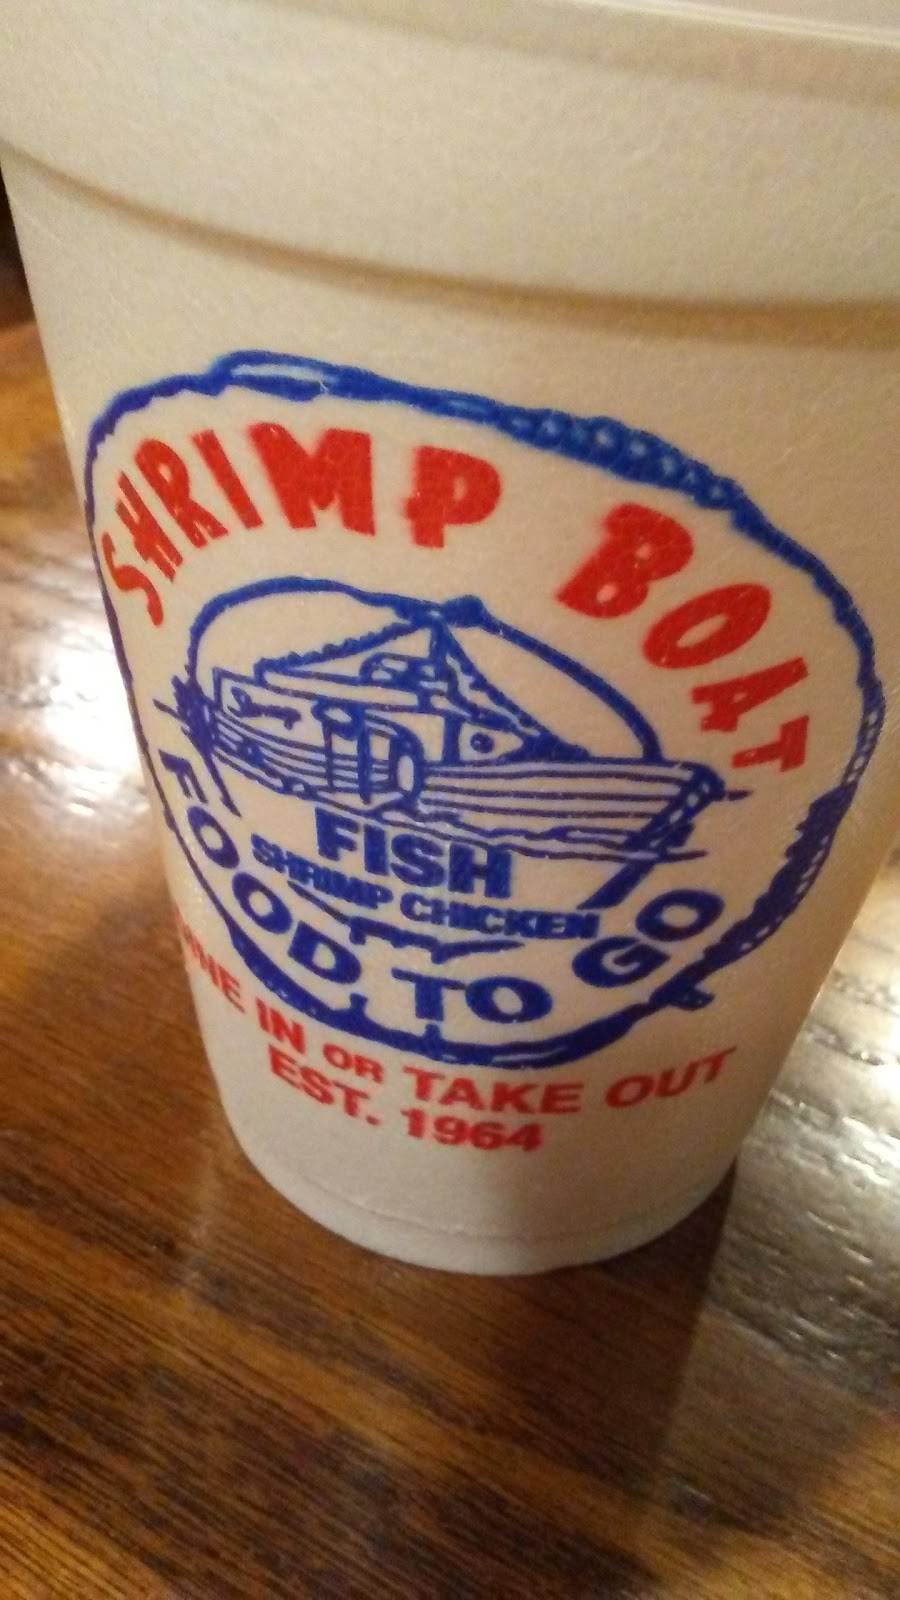 SHRIMP BOAT
FISH
SHRIMP CHICKEN
FOOD TO GO
IN OR TAKE OUT
EST. 1964